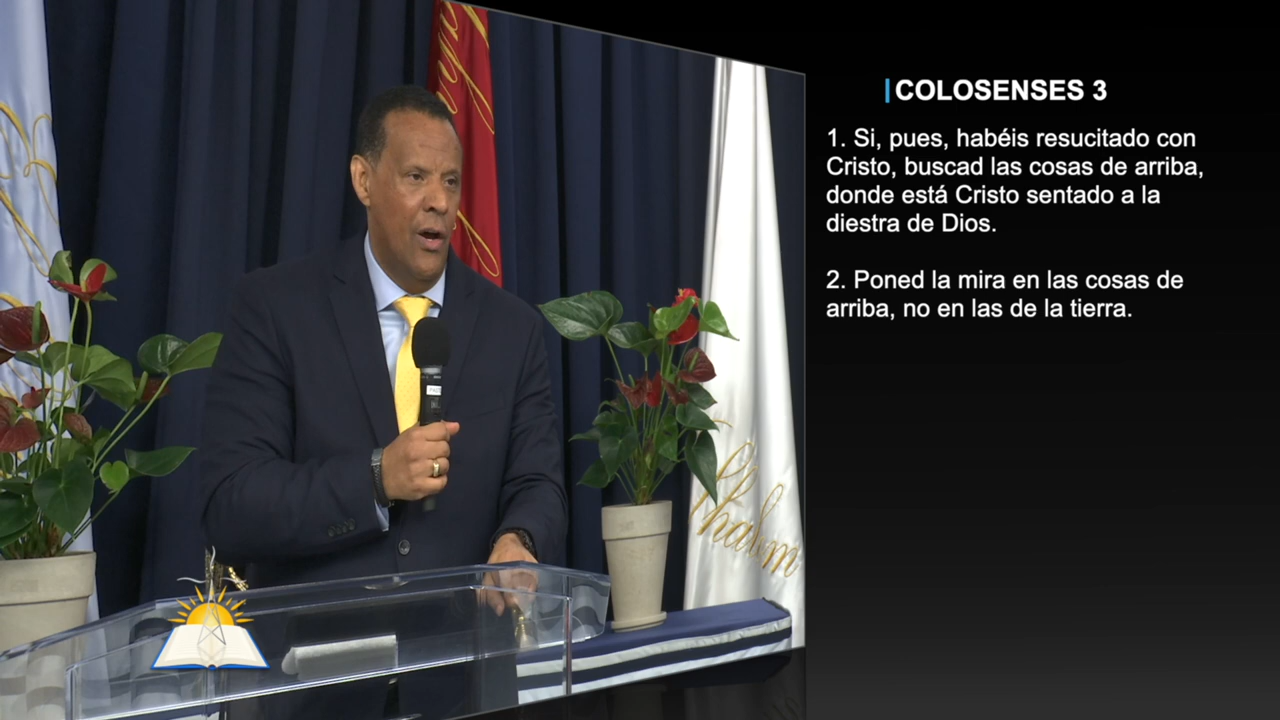 COLOSENSES 3
1. Si, pues, habéis resucitado con
Cristo, buscad las cosas de arriba,
donde está Cristo sentado a la
diestra de Dios.
2. Poned la mira en las cosas de
arriba, no en las de la tierra.
Shalom